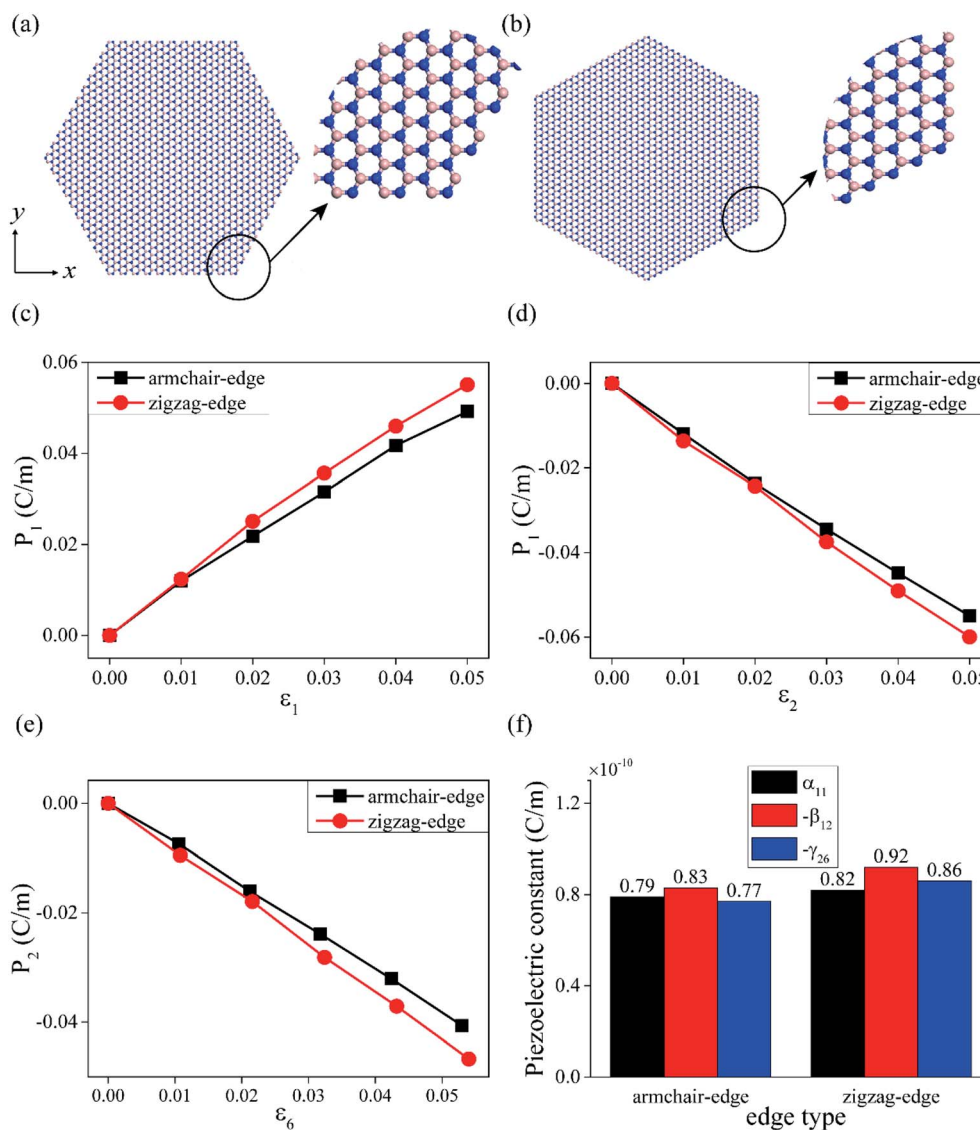 (a)
(b)
y
x
(c)
(d)
0.06
0.04
0.02
0.00
P₁ (C/m)
armchair-edge
zigzag-edge
0.00 0.01 0.02 0.03 0.04 0.05
ε₁
0.00
-0.02
-0.04
-0.06
P₁ (C/m)
armchair-edge
zigzag-edge
0.00 0.01 0.02 0.03 0.04
ε₂
(e)
(f)
0.00
-0.02
-0.04
P₂ (C/m)
armchair-edge
zigzag-edge
0.00 0.01 0.02 0.03 0.04 0.05
ε₆
×10⁻¹⁰
1.2
0.8
0.4
0.0
Piezoelectric constant (C/m)
α₁₁
-β₁₂
-γ₂₆
0.79 0.83 0.77 0.82 0.92 0.86
armchair-edge zigzag-edge
edge type